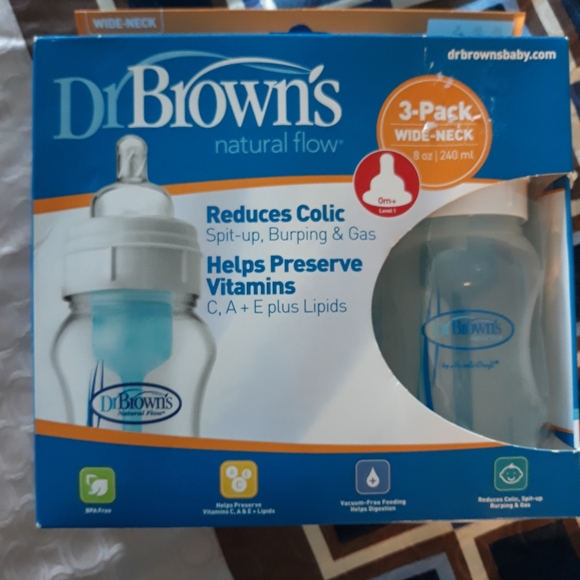 WIDE-NECK
drbrownsbaby.com
Dr Brown's
natural flow®
3-Pack
WIDE-NECK
8 oz | 240 ml
0m+
Level 1
Reduces Colic
Spit-up, Burping & Gas
Helps Preserve
Vitamins
C, A + E plus Lipids
Dr Brown's
Natural Flow®
Dr Brown's
BPA Free
Helps Preserve
Vitamins C, A & E + Lipids
Vacuum-Free Feeding
Helps Digestion
Reduces Colic, Spit-up
Burping & Gas